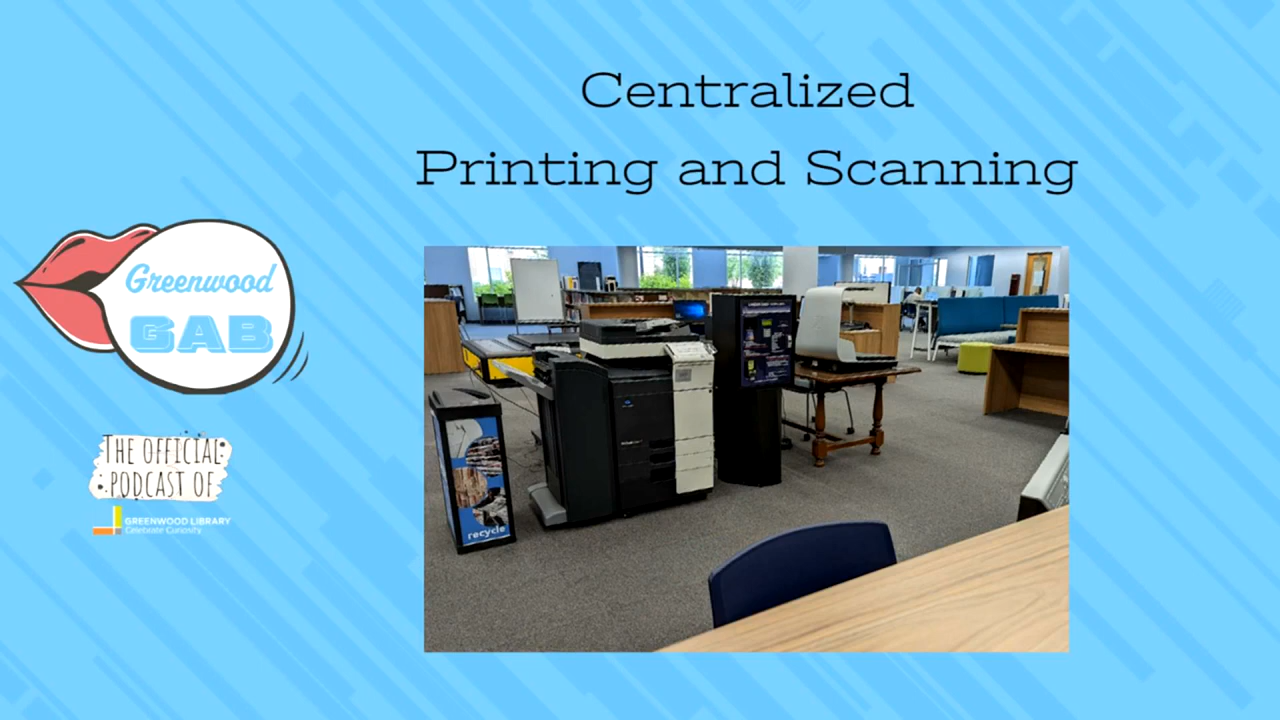 Centralized
Printing and Scanning
Greenwood
GAB
THE OFFICIAL
PODCAST OF
GREENWOOD LIBRARY
Celebrate Curiosity
recycle